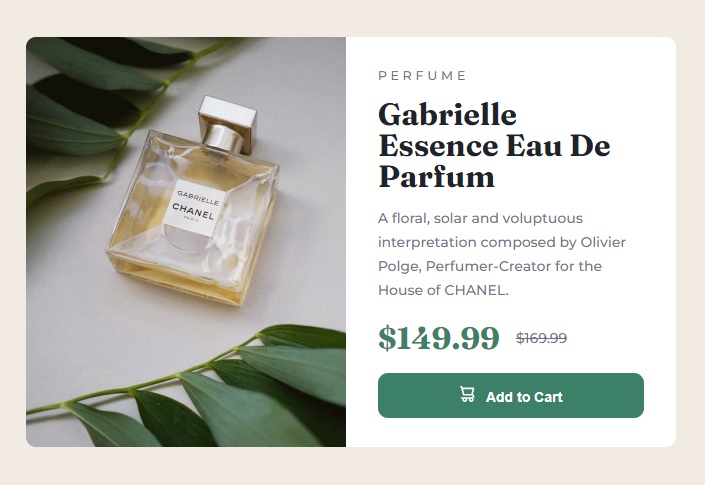 GABRIELLE
CHANEL
PARIS
PERFUME
Gabrielle
Essence Eau De
Parfum
A floral, solar and voluptuous
interpretation composed by Olivier
Polge, Perfumer-Creator for the
House of CHANEL.
$149.99 $169.99
Add to Cart